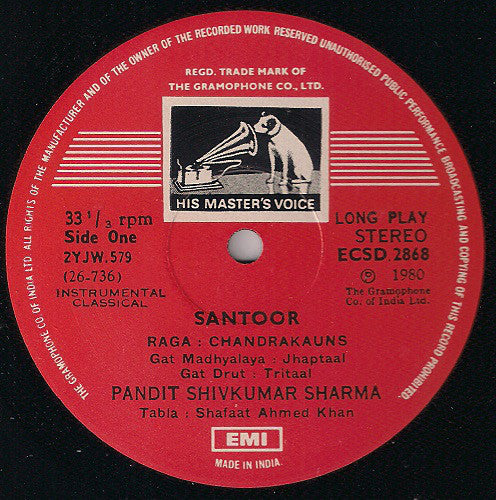 THE GRAMOPHONE CO. OF INDIA LTD. ALL RIGHTS OF THE MANUFACTURER AND OF THE OWNER OF THE RECORDED WORK RESERVED UNAUTHORISED PUBLIC PERFORMANCE BROADCASTING AND COPYING OF THIS RECORD PROHIBITED.
REGD. TRADE MARK OF
THE GRAMOPHONE CO., LTD.
HIS MASTER'S VOICE
33 1/3 rpm
Side One
2YJW.579
(26-736)
INSTRUMENTAL
CLASSICAL
LONG PLAY
STEREO
ECSD 2868
℗ 1980
The Gramophone
Co. of India Ltd.
SANTOOR
RAGA : CHANDRAKAUNS
Gat Madhyalaya : Jhaptaal
Gat Drut : Tritaal
PANDIT SHIVKUMAR SHARMA
Tabla : Shafaat Ahmed Khan
EMI
MADE IN INDIA.